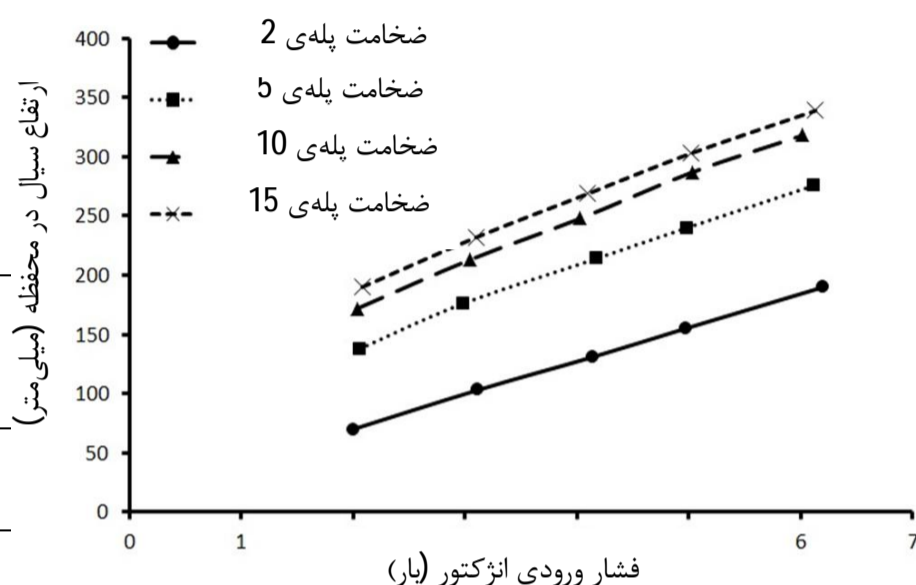 400
350
300
250
200
150
100
50
0
ارتفاع سیال در محفظه (میلی‌متر)
ضخامت پله‌ی 2
ضخامت پله‌ی 5
ضخامت پله‌ی 10
ضخامت پله‌ی 15
0 1 6 7
فشار ورودی انژکتور (بار)